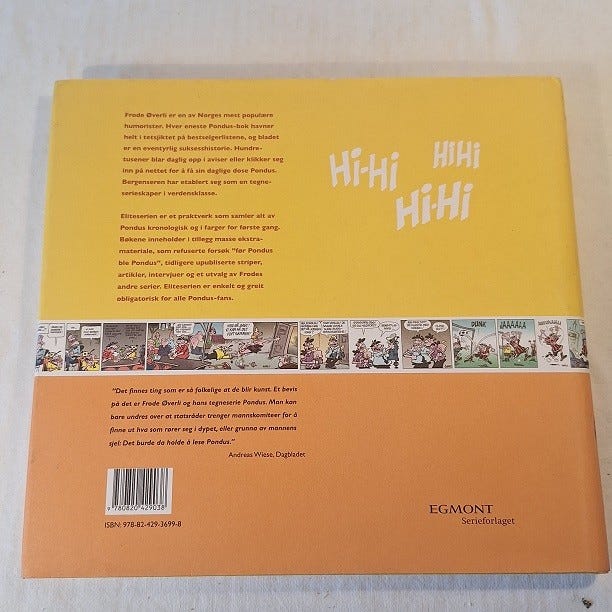 Frode Øverli er en av Norges mest populære
humorister. Hver eneste Pondus-bok havner
helt i tetsjiktet på bestselgerlistene, og bladet
er en eventyrlig suksesshistorie. Hundre-
tusener blar daglig opp i aviser eller klikker seg
inn på nettet for å få sin daglige dose Pondus.
Bergenseren har etablert seg som en tegne-
serieskaper i verdensklasse.
Eliteserien er et praktverk som samler alt av
Pondus kronologisk og i farger for første gang.
Bøkene inneholder i tillegg masse ekstra-
materiale, som refuserte forsøk "før Pondus
ble Pondus", tidligere upubliserte striper,
artikler, intervjuer og et utvalg av Frodes
andre serier. Eliteserien er enkelt og greit
obligatorisk for alle Pondus-fans.
Hi-Hi
HiHi
Hi-Hi
DUNK
"Det finnes ting som er så folkelige at de blir kunst. Et bevis
på det er Frode Øverli og hans tegneserie Pondus. Man kan
bare undres over at statsråder trenger mannskomiteer for å
finne ut hva som rører seg i dypet, eller grunna av mannens
sjel: Det burde da holde å lese Pondus."
Andreas Wiese, Dagbladet
9 780820 429038
ISBN: 978-82-429-3699-8
EGMONT
Serieforlaget